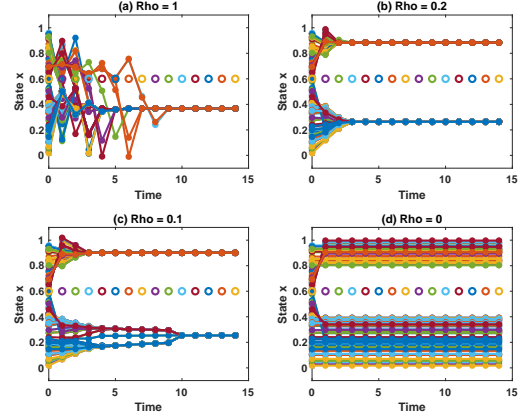 (a) Rho = 1
State x
1
0.8
0.6
0.4
0.2
0
0 5 10 15
Time
(b) Rho = 0.2
State x
1
0.8
0.6
0.4
0.2
0
0 5 10 15
Time
(c) Rho = 0.1
State x
1
0.8
0.6
0.4
0.2
0
0 5 10 15
Time
(d) Rho = 0
State x
1
0.8
0.6
0.4
0.2
0
0 5 10 15
Time